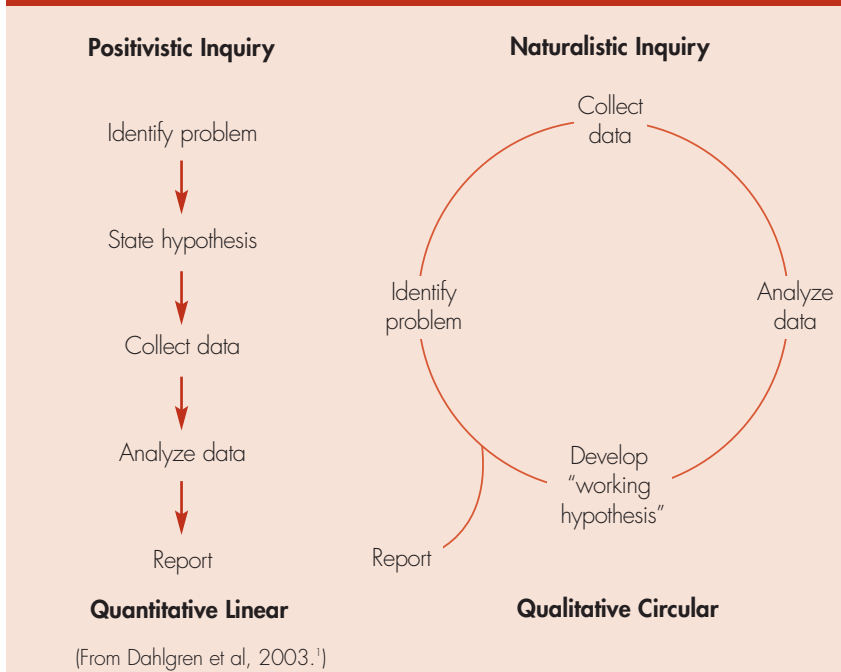 Positivistic Inquiry
Identify problem
State hypothesis
Collect data
Analyze data
Report
Quantitative Linear
(From Dahlgren et al, 2003.¹)
Naturalistic Inquiry
Collect
data
Analyze
data
Develop
“working
hypothesis”
Identify
problem
Report
Qualitative Circular